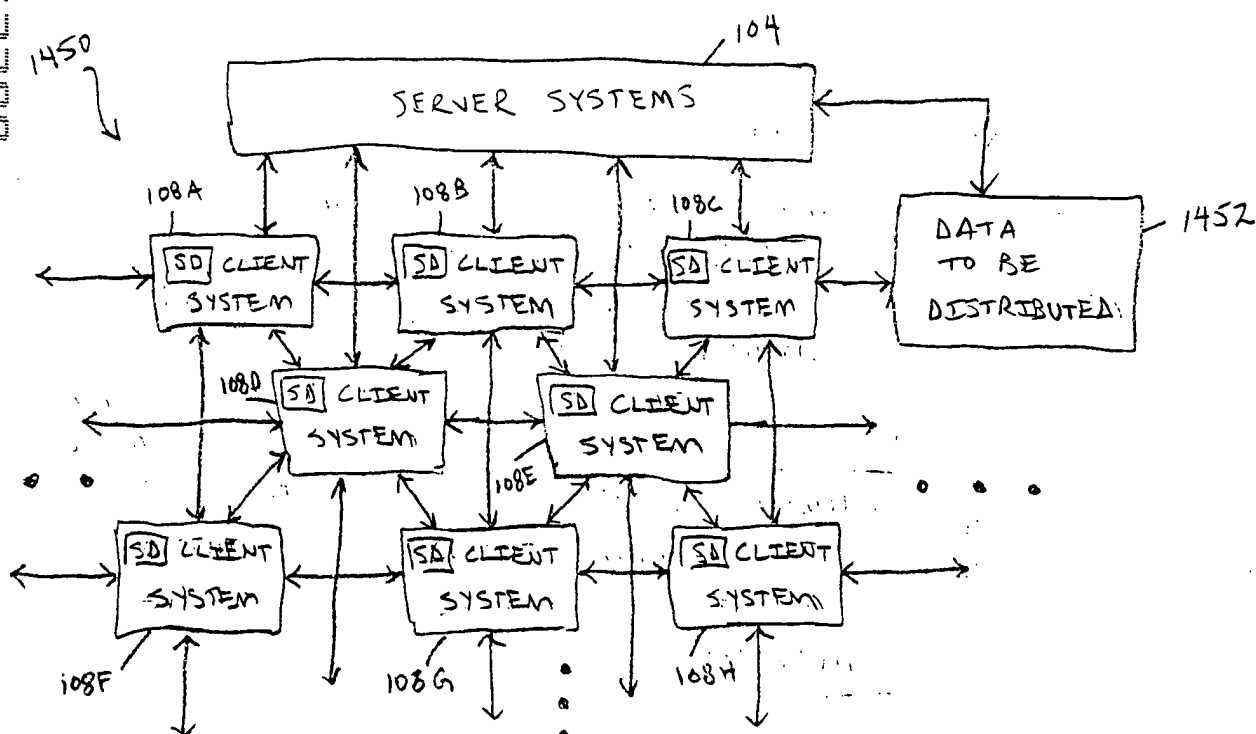 1450
104
SERVER SYSTEMS
108A
108B
108C
1452
SD CLIENT
SYSTEM
SD CLIENT
SYSTEM
SD CLIENT
SYSTEM
DATA
TO BE
DISTRIBUTED
108D
SD CLIENT
SYSTEM
SD CLIENT
SYSTEM
108E
SD CLIENT
SYSTEM
SD CLIENT
SYSTEM
SD CLIENT
SYSTEM
108F
108G
108H